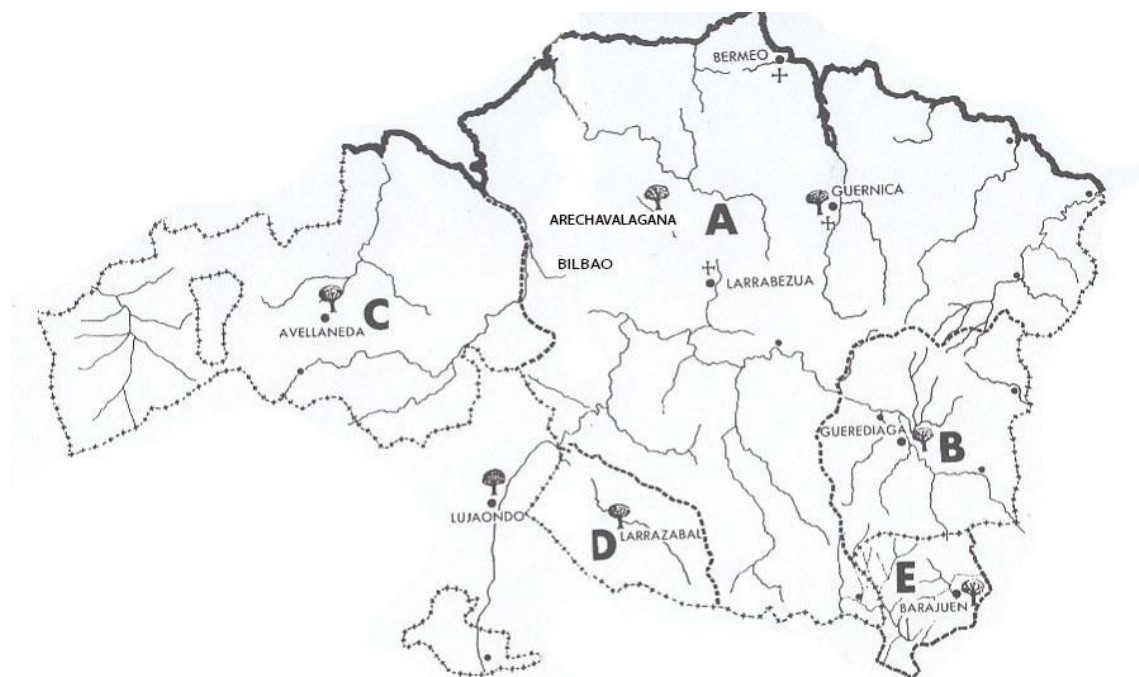 BERMEO
GUERNICA
ARECHAVALAGANA
A
BILBAO
LARRABEZUA
AVELLANEDA
C
GUEREDIAGA
B
LUJAONDO
D
LARRAZABAL
E
BARAJUEN